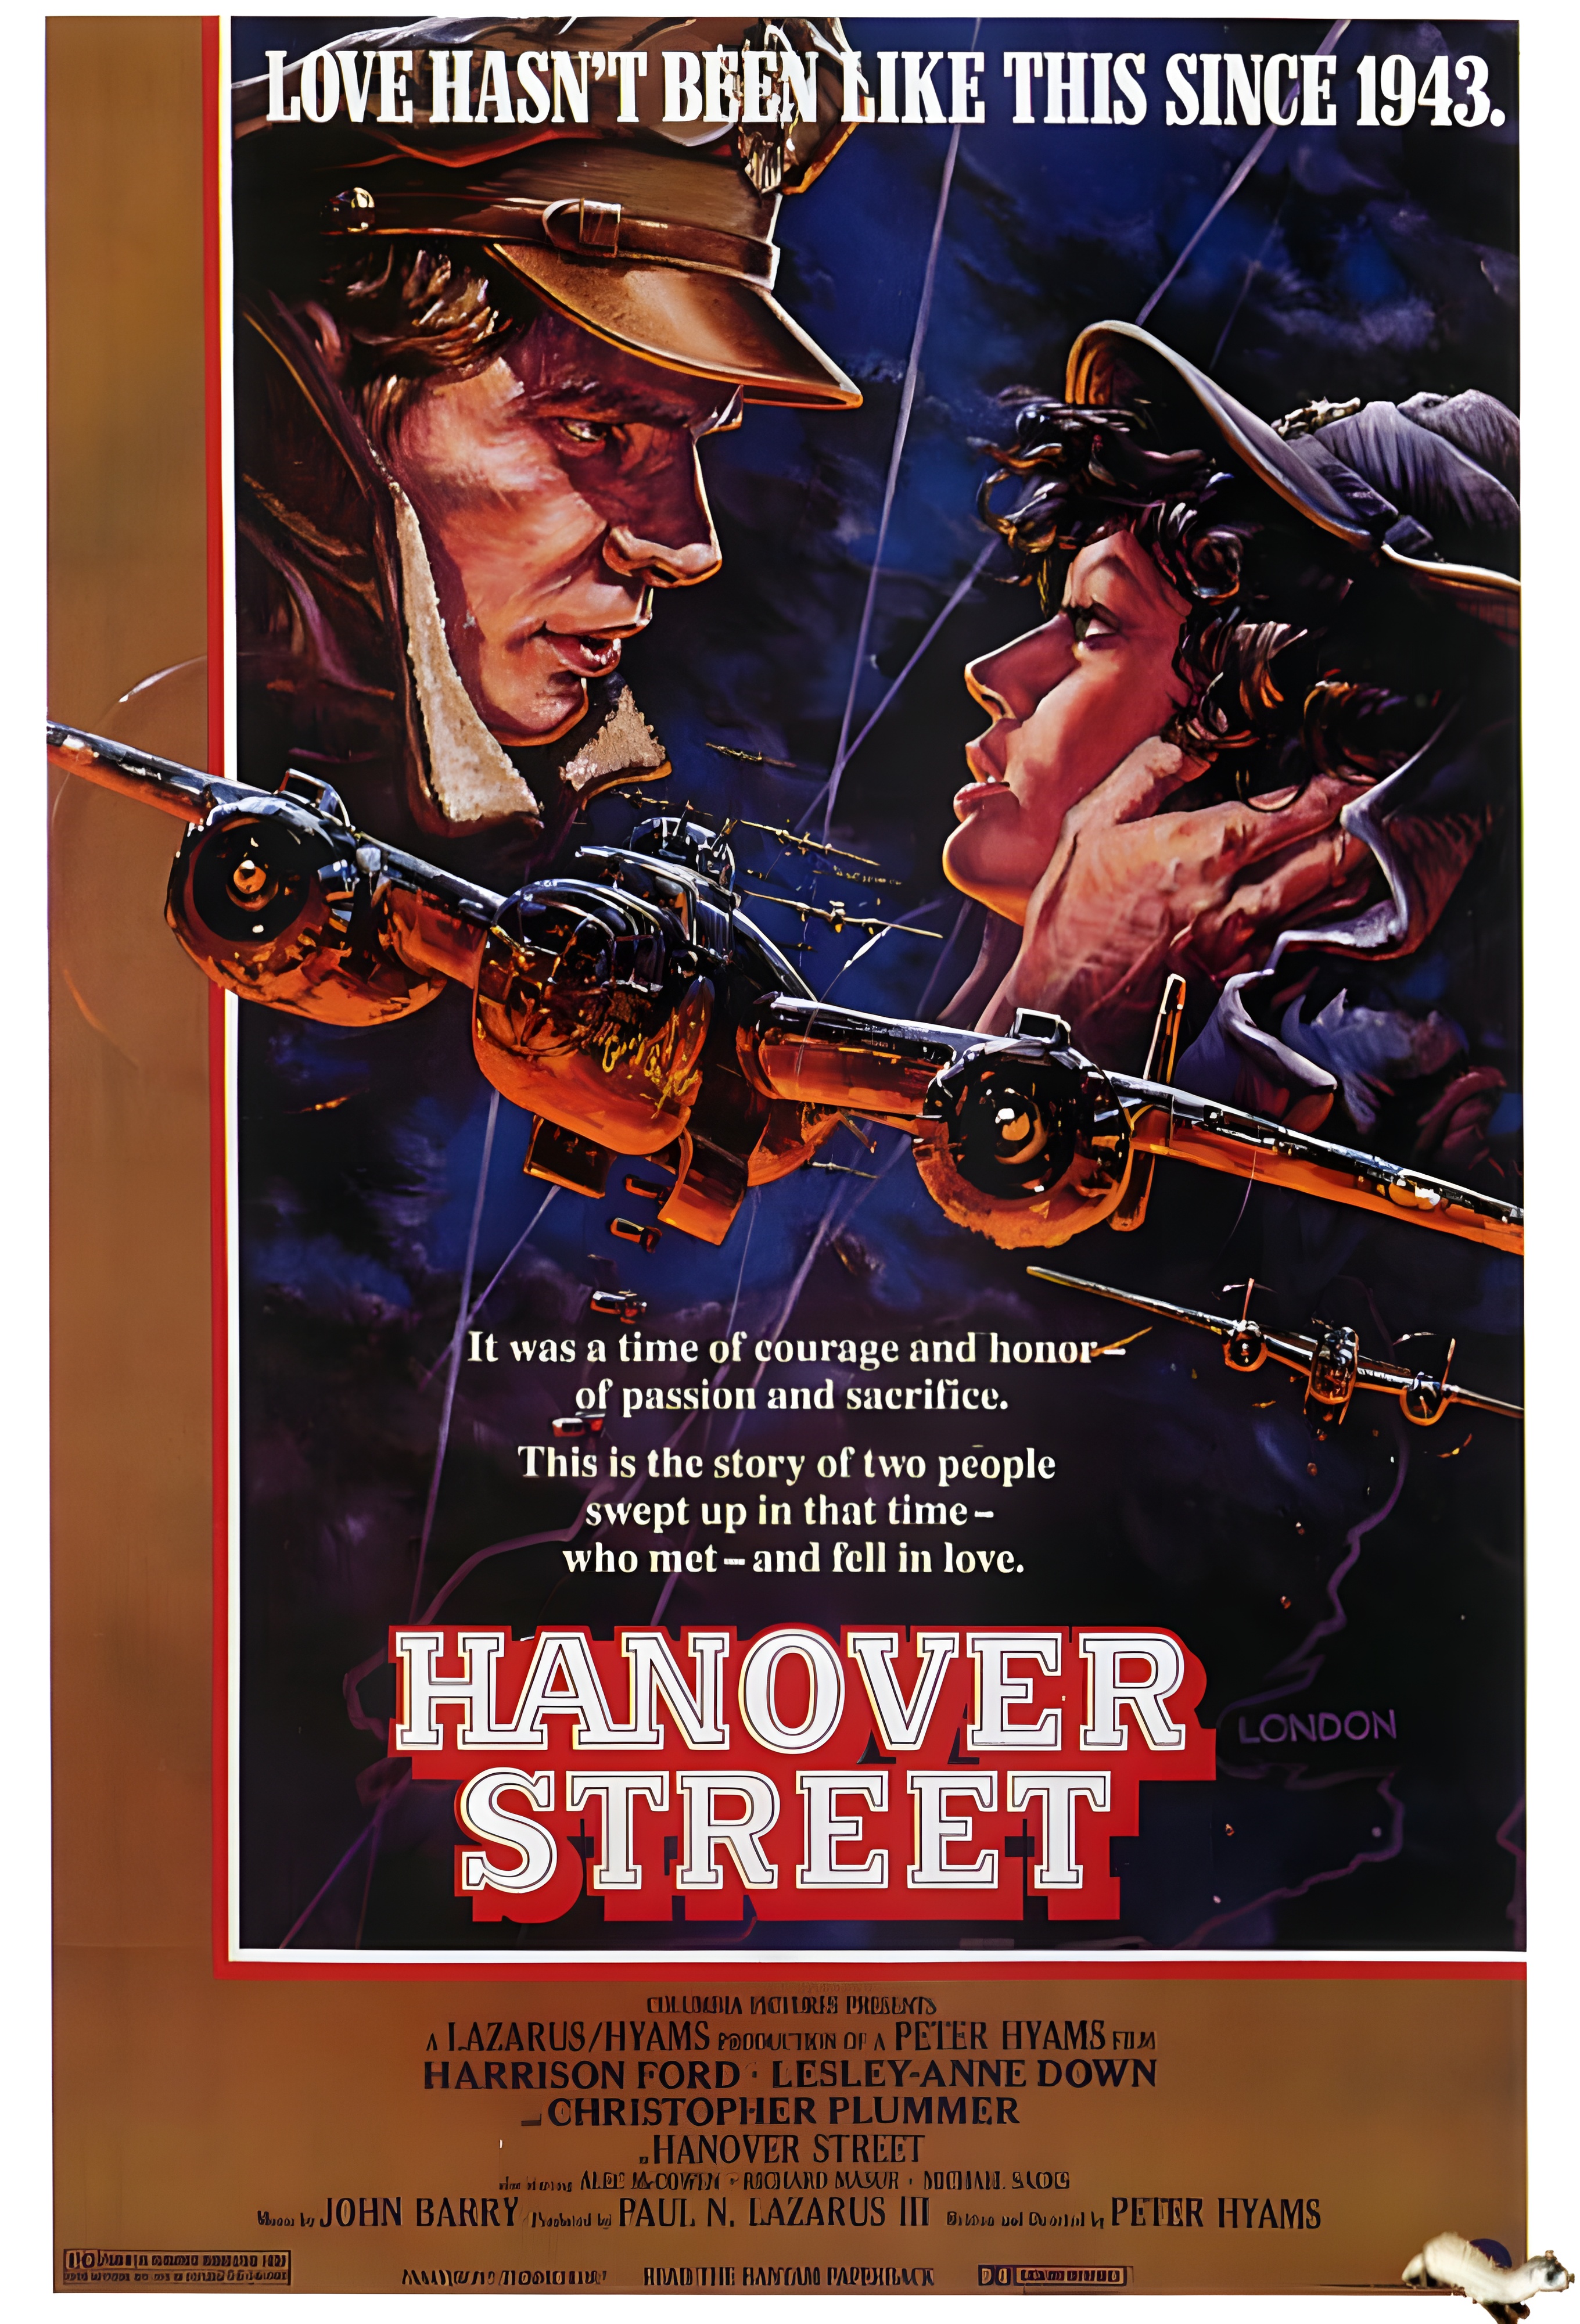 LOVE HASN'T BEEN LIKE THIS SINCE 1943.
It was a time of courage and honor–
of passion and sacrifice.
This is the story of two people
swept up in that time–
who met–and fell in love.
HANOVER
STREET
LONDON
PRESENTS
A LAZARUS/HYAMS PRODUCTION OF A PETER HYAMS FILM
HARRISON FORD · LESLEY-ANNE DOWN
CHRISTOPHER PLUMMER
HANOVER STREET
JOHN BARRY PAUL N. LAZARUS III PETER HYAMS
READ THE BANTAM PAPERBACK